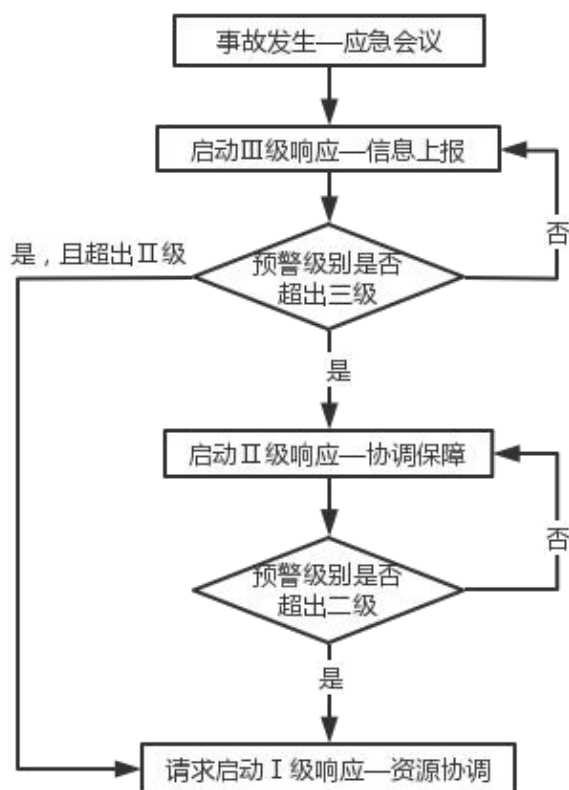 事故发生—应急会议
启动Ⅲ级响应—信息上报
是，且超出Ⅱ级
预警级别是否
超出三级
否
是
启动Ⅱ级响应—协调保障
预警级别是否
超出二级
否
是
请求启动Ⅰ级响应—资源协调